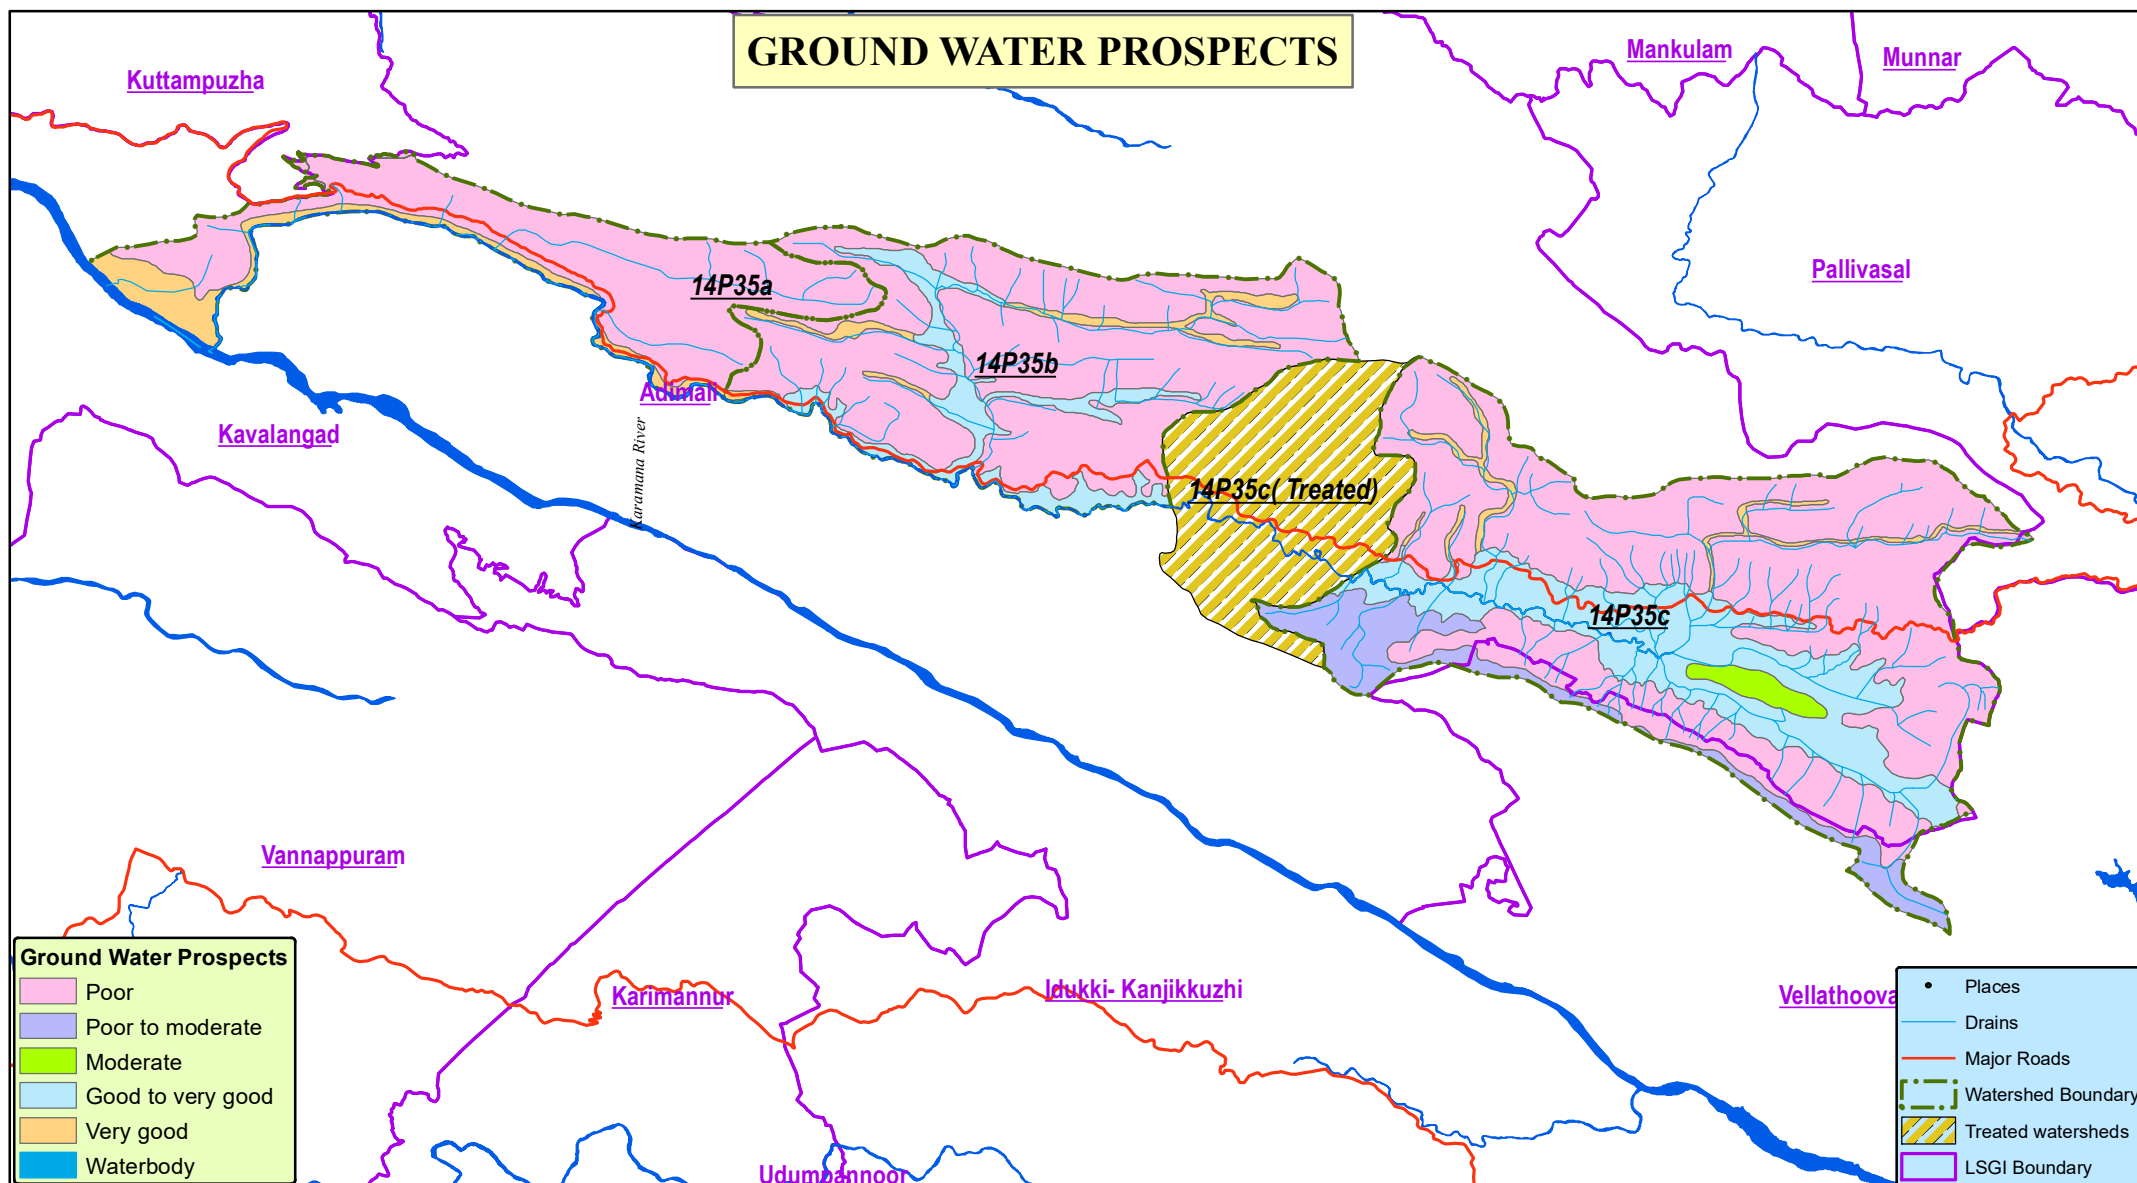 GROUND WATER PROSPECTS
Kuttampuzha
Mankulam
Munnar
Pallivasal
14P35a
14P35b
Adimali
Kavalangad
Karamana River
14P35c( Treated)
14P35c
Vannappuram
Karimannur
Idukki- Kanjikkuzhi
Vellathoova
Udumpannoor
Ground Water Prospects
Poor
Poor to moderate
Moderate
Good to very good
Very good
Waterbody
Places
Drains
Major Roads
Watershed Boundary
Treated watersheds
LSGI Boundary